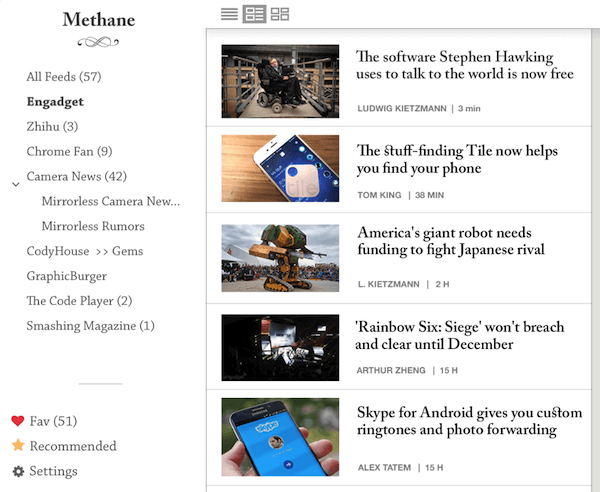 Methane
All Feeds (57)
Engadget
Zhihu (3)
Chrome Fan (9)
Camera News (42)
Mirrorless Camera New...
Mirrorless Rumors
CodyHouse >> Gems
GraphicBurger
The Code Player (2)
Smashing Magazine (1)
Fav (51)
Recommended
Settings
The software Stephen Hawking
uses to talk to the world is now free
LUDWIG KIETZMANN | 3 min
The stuff-finding Tile now helps
you find your phone
TOM KING | 38 MIN
tile
America's giant robot needs
funding to fight Japanese rival
L. KIETZMANN | 2 H
'Rainbow Six: Siege' won't breach
and clear until December
ARTHUR ZHENG | 15 H
Skype for Android gives you custom
ringtones and photo forwarding
ALEX TATEM | 15 H
skype